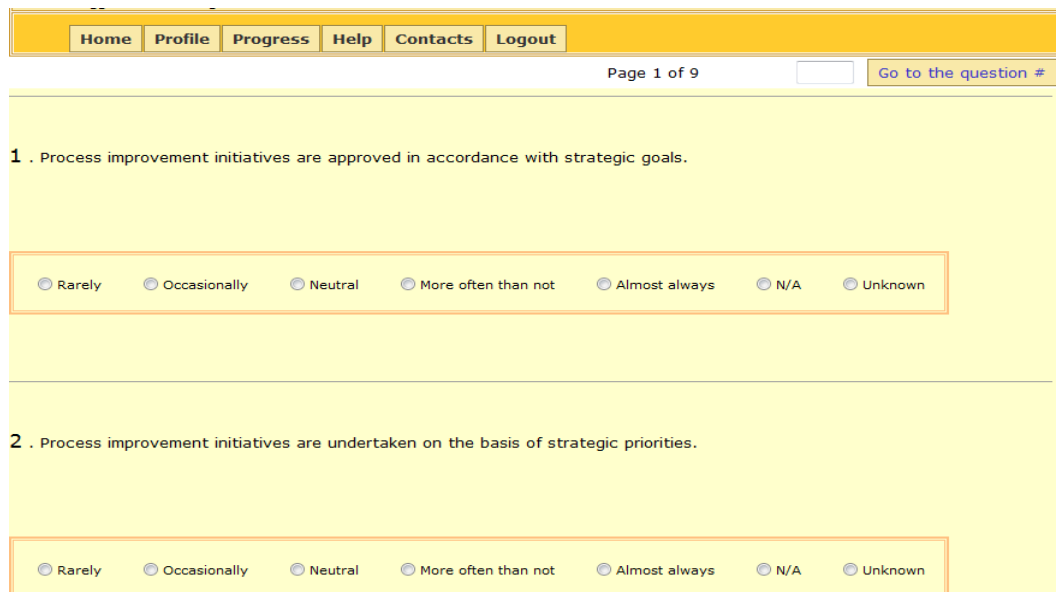 Home Profile Progress Help Contacts Logout
Page 1 of 9 Go to the question #
1 . Process improvement initiatives are approved in accordance with strategic goals.
Rarely Occasionally Neutral More often than not Almost always N/A Unknown
2 . Process improvement initiatives are undertaken on the basis of strategic priorities.
Rarely Occasionally Neutral More often than not Almost always N/A Unknown